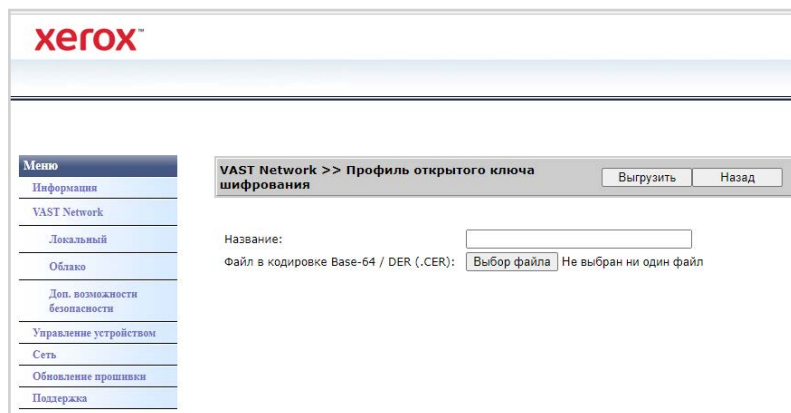 xerox™
Меню
Информация
VAST Network
Локальный
Облако
Доп. возможности
безопасности
Управление устройством
Сеть
Обновление прошивки
Поддержка
VAST Network >> Профиль открытого ключа
шифрования
Выгрузить Назад
Название:
Файл в кодировке Base-64 / DER (.CER): Выбор файла Не выбран ни один файл